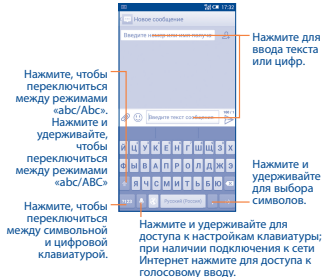 17:32
Новое сообщение
Введите номер или имя получа
Нажмите для
ввода текста
или цифр.
Нажмите, чтобы
переключиться
между режимами
«abc/Abc».
Нажмите и
удерживайте,
чтобы
переключиться
между режимами
«abc/ABC»
Введите текст сообщения
Й Ц У К Е Н Г Ш Щ З Х
Ф Ы В А П Р О Л Д Ж Э
Я Ч С М И Т Ь Б Ю
Русский (Россия)
Нажмите и
удерживайте
для выбора
символов.
Нажмите, чтобы
переключиться
между символьной
и цифровой
клавиатурой.
Нажмите и удерживайте для
доступа к настройкам клавиатуры;
при наличии подключения к сети
Интернет нажмите для доступа к
голосовому вводу.